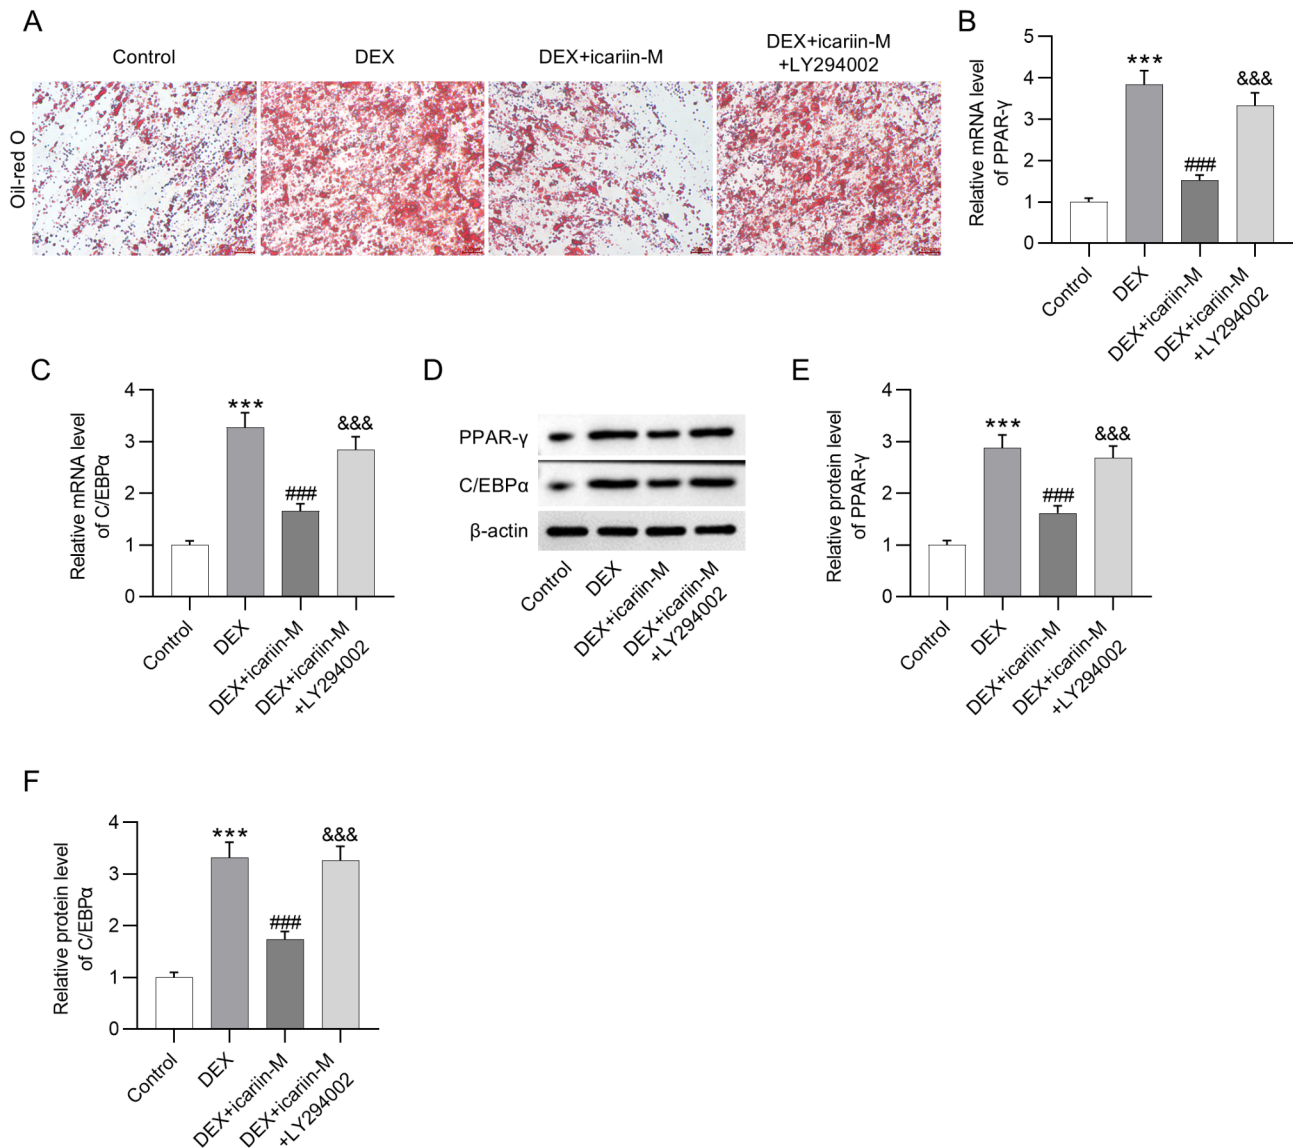 A
Control
DEX
DEX+icariin-M
DEX+icariin-M
+LY294002
Oil-red O
B
Relative mRNA level
of PPAR-γ
5
4
3
2
1
0
***
###
&&&
Control
DEX
DEX+icariin-M
DEX+icariin-M
+LY294002
C
Relative mRNA level
of C/EBPα
4
3
2
1
0
***
###
&&&
Control
DEX
DEX+icariin-M
DEX+icariin-M
+LY294002
D
PPAR-γ
C/EBPα
β-actin
Control
DEX
DEX+icariin-M
DEX+icariin-M
+LY294002
E
Relative protein level
of PPAR-γ
4
3
2
1
0
***
###
&&&
Control
DEX
DEX+icariin-M
DEX+icariin-M
+LY294002
F
Relative protein level
of C/EBPα
4
3
2
1
0
***
###
&&&
Control
DEX
DEX+icariin-M
DEX+icariin-M
+LY294002